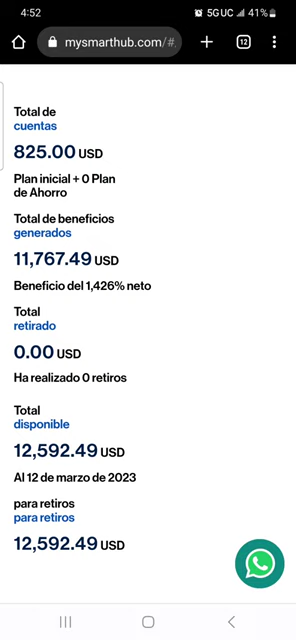 4:52
5G UC 41%
mysmarthub.com/#
12
Total de
cuentas
825.00 USD
Plan inicial + 0 Plan
de Ahorro
Total de beneficios
generados
11,767.49 USD
Beneficio del 1,426% neto
Total
retirado
0.00 USD
Ha realizado 0 retiros
Total
disponible
12,592.49 USD
Al 12 de marzo de 2023
para retiros
para retiros
12,592.49 USD